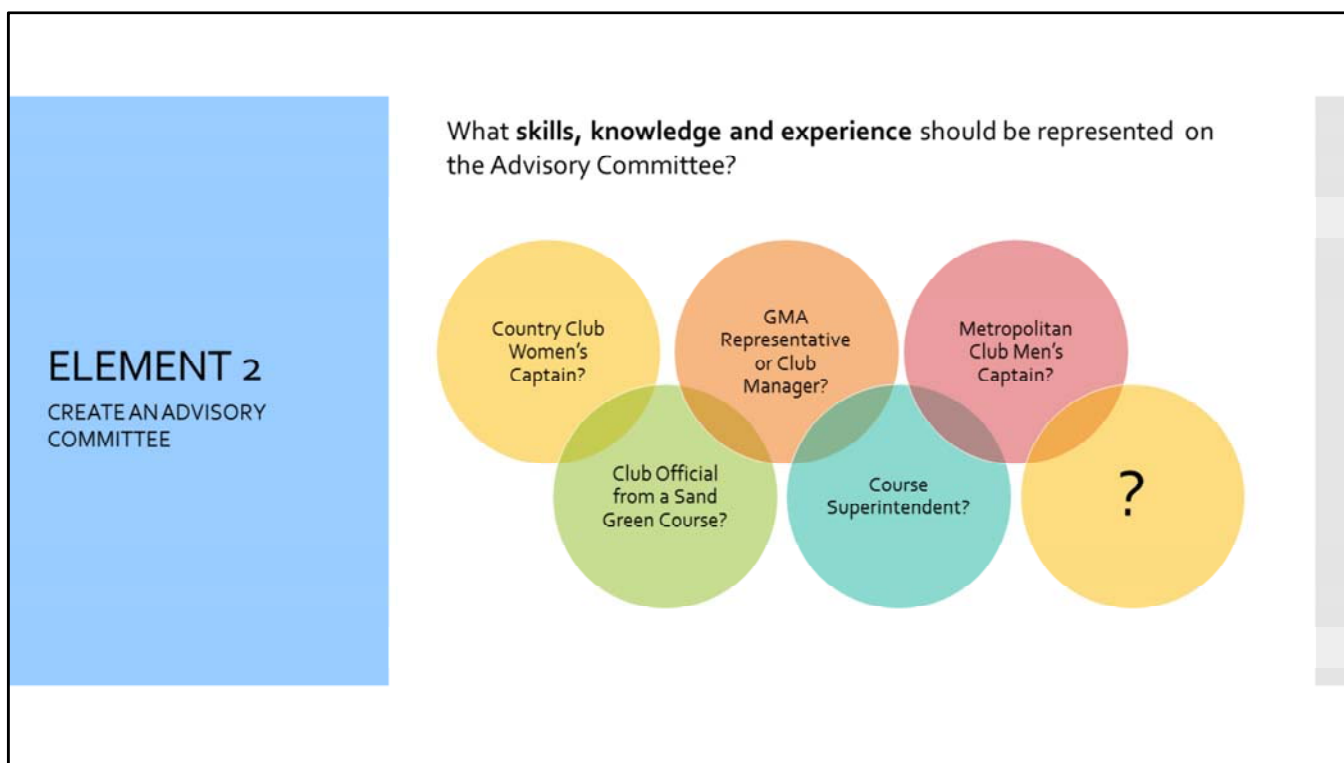 What skills, knowledge and experience should be represented on
the Advisory Committee?
ELEMENT 2
CREATE AN ADVISORY
COMMITTEE
Country Club
Women's
Captain?
GMA
Representative
or Club
Manager?
Metropolitan
Club Men's
Captain?
Club Official
from a Sand
Green Course?
Course
Superintendent?
?